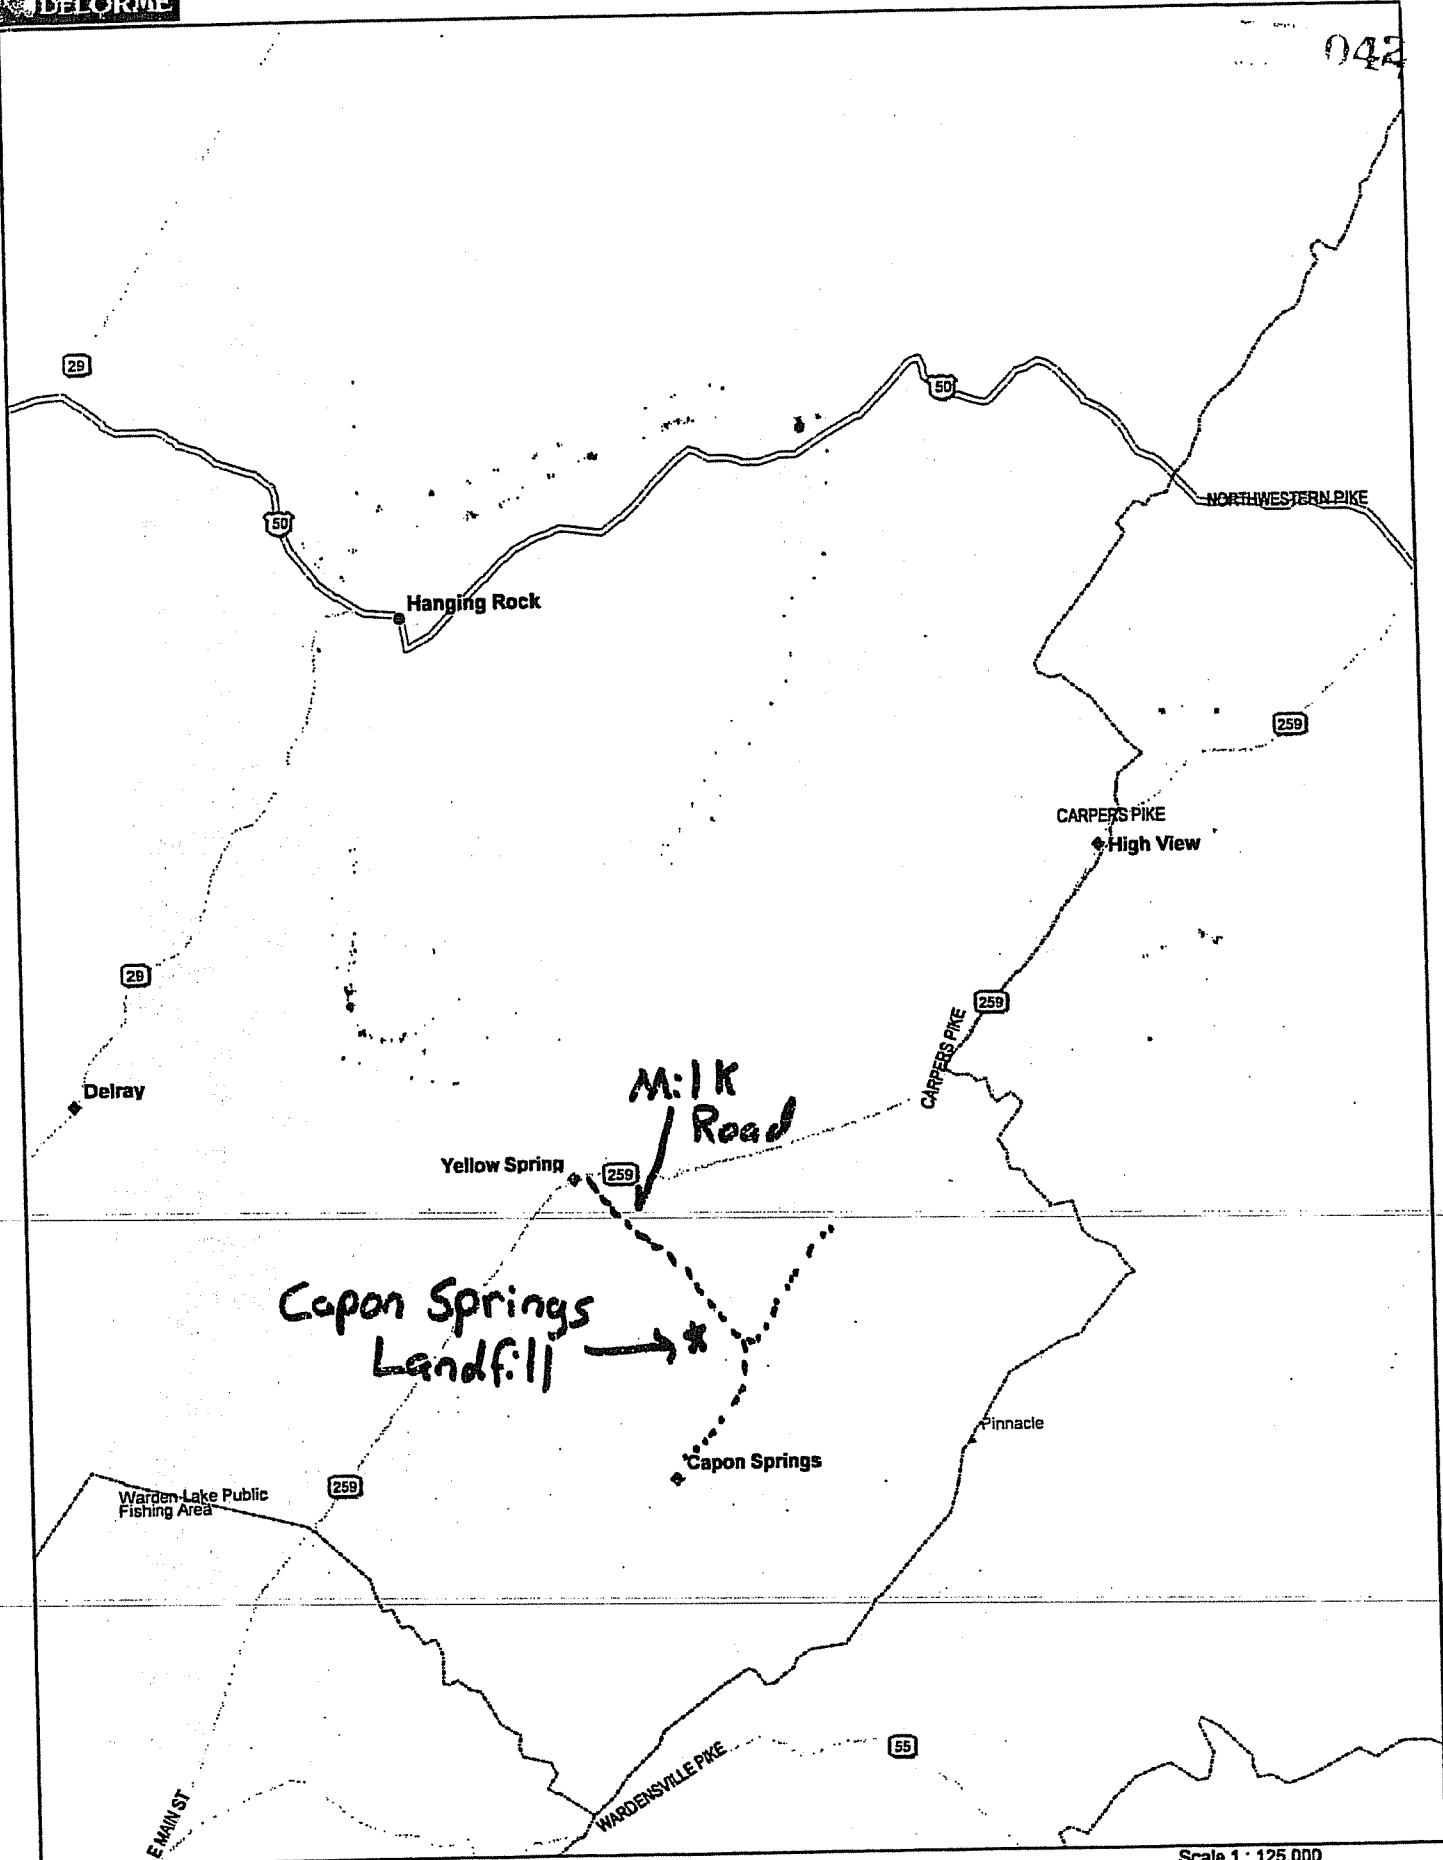 DELORME
042
29
50
50
NORTHWESTERN PIKE
Hanging Rock
259
CARPERS PIKE
High View
29
259
CARPERS PIKE
Delray
Milk
Road
Yellow Spring
259
Capon Springs
Landfill
Pinnacle
Capon Springs
259
Warden Lake Public
Fishing Area
55
WARDENSVILLE PIKE
E MAIN ST
Scale 1 : 125,000